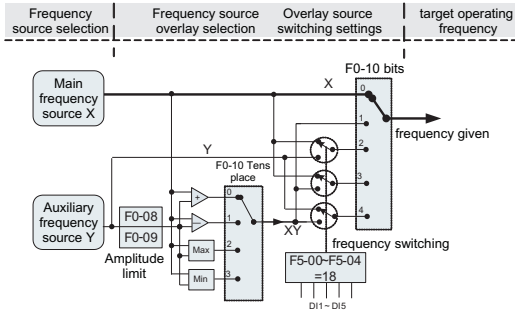 Frequency
source selection
Frequency source
overlay selection
Overlay source
switching settings
target operating
frequency
F0-10 bits
Main
frequency
source X
X
0
1
frequency given
Y
2
F0-10 Tens
place
3
Auxiliary
frequency
source Y
F0-08
F0-09
Amplitude
limit
+
—
Max
Min
0
1
2
3
XY
4
frequency switching
F5-00~F5-04
=18
DI1~ DI5